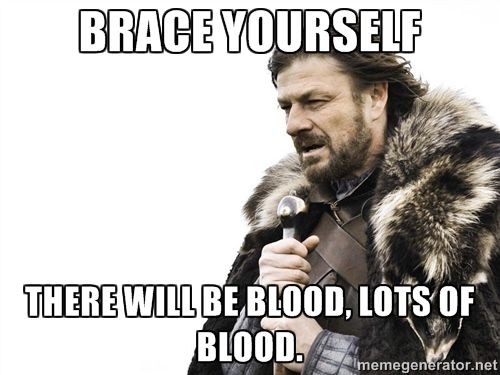 BRACE YOURSELF
THERE WILL BE BLOOD, LOTS OF
BLOOD.
memegenerator.net